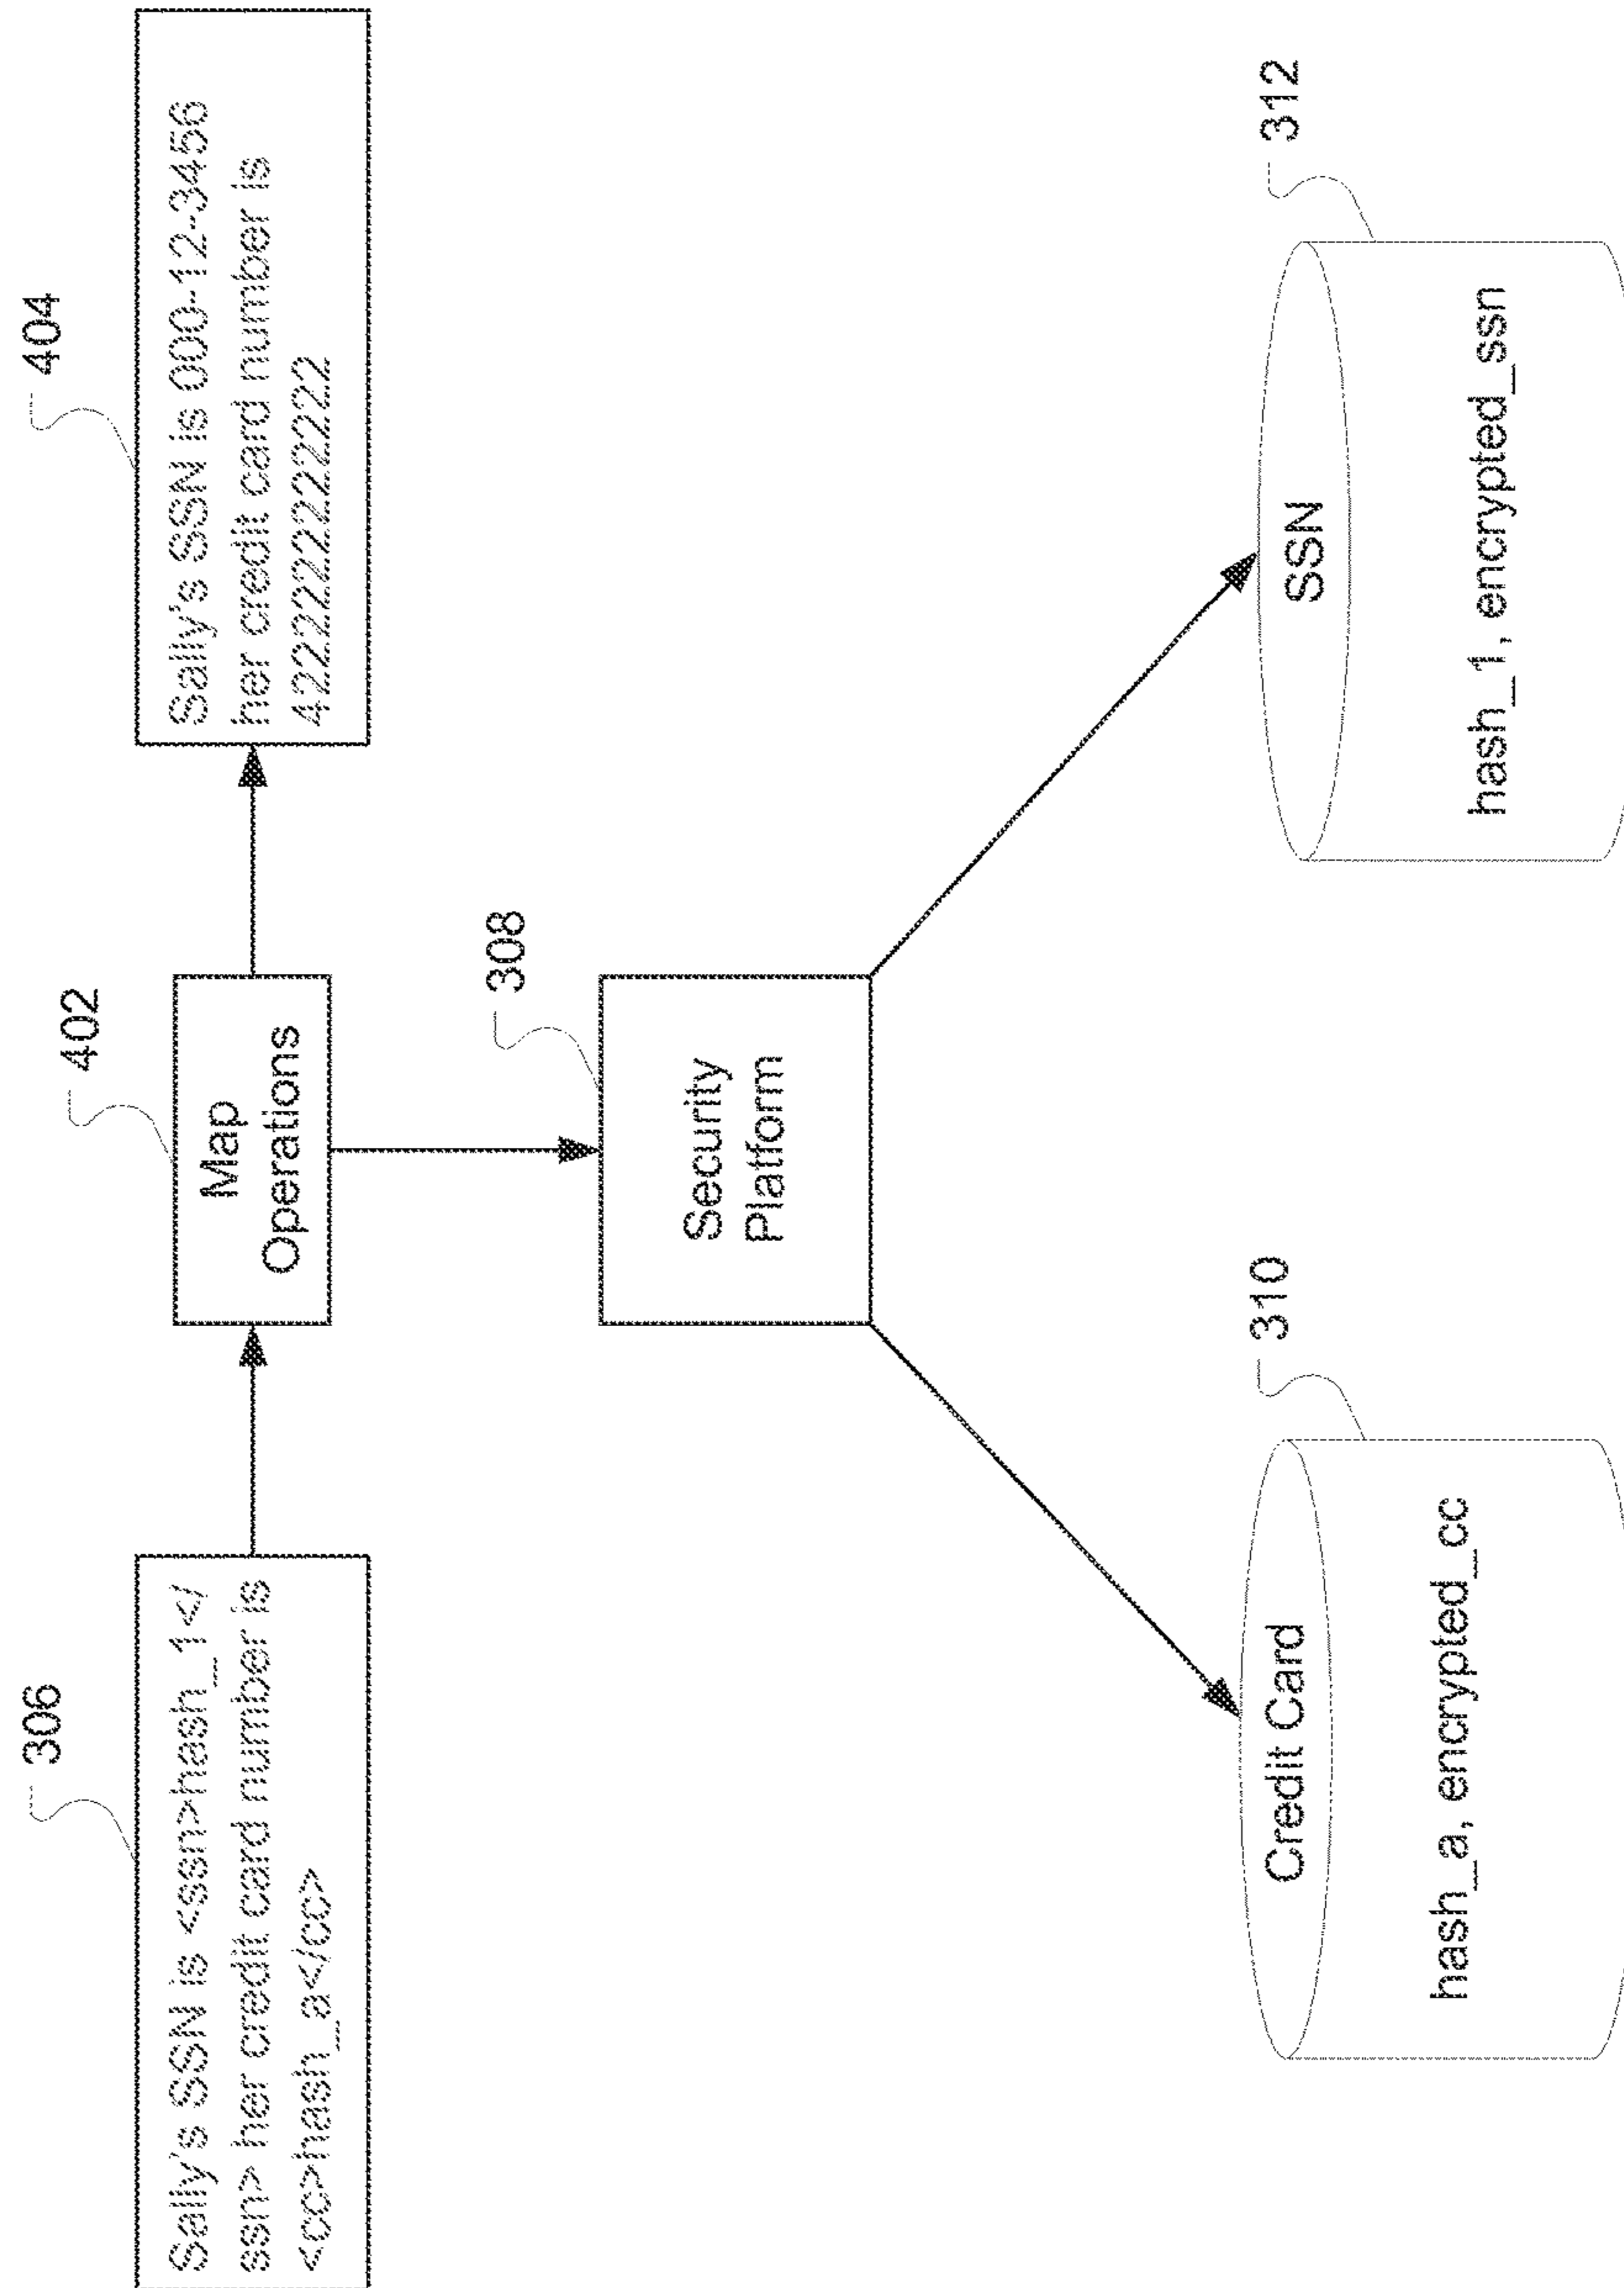 306
402
404
Sally's SSN is <ssn>hash_1</
ssn> her credit card number is
<cc>hash_a</cc>
Map
Operations
Sally's SSN is 000-12-3456
her credit card number is
4222222222222
308
Security
Platform
310
312
Credit Card
hash_a, encrypted_cc
SSN
hash_1, encrypted_ssn